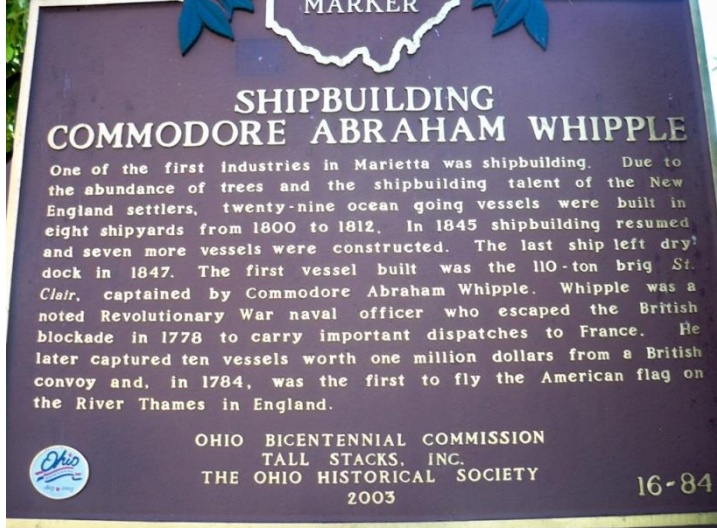 MARKER
SHIPBUILDING
COMMODORE ABRAHAM WHIPPLE
One of the first industries in Marietta was shipbuilding. Due to
the abundance of trees and the shipbuilding talent of the New
England settlers, twenty-nine ocean going vessels were built in
eight shipyards from 1800 to 1812. In 1845 shipbuilding resumed
and seven more vessels were constructed. The last ship left dry
dock in 1847. The first vessel built was the 110-ton brig St.
Clair, captained by Commodore Abraham Whipple. Whipple was a
noted Revolutionary War naval officer who escaped the British
blockade in 1778 to carry important dispatches to France. He
later captured ten vessels worth one million dollars from a British
convoy and, in 1784, was the first to fly the American flag on
the River Thames in England.
OHIO BICENTENNIAL COMMISSION
TALL STACKS, INC.
THE OHIO HISTORICAL SOCIETY
2003
16-84
Ohio